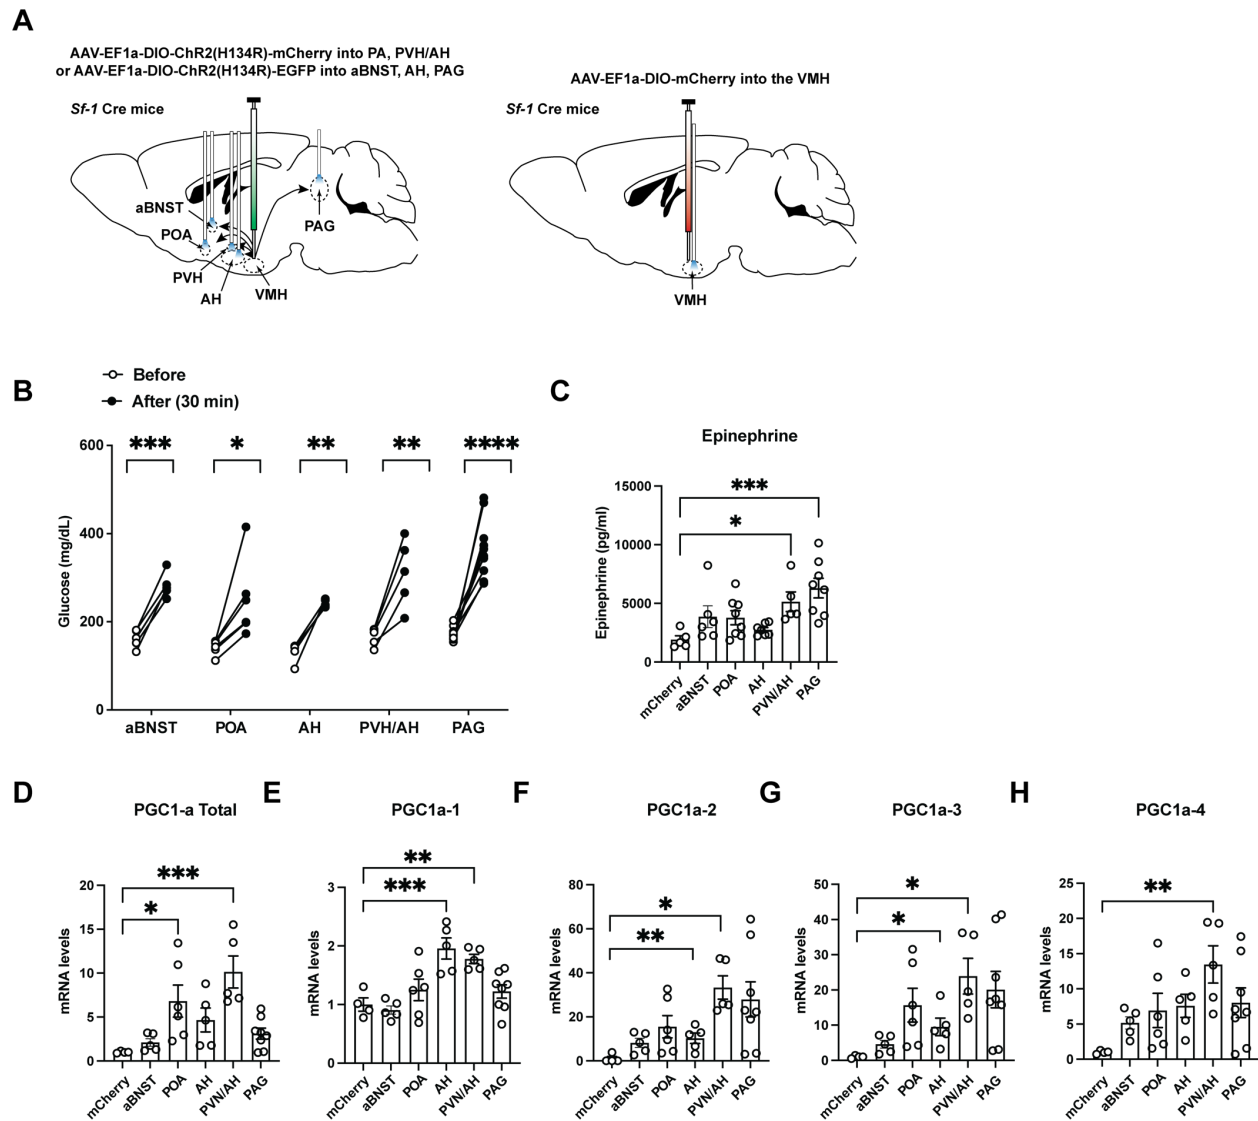 A
AAV-EF1a-DIO-ChR2(H134R)-mCherry into PA, PVH/AH
or AAV-EF1a-DIO-ChR2(H134R)-EGFP into aBNST, AH, PAG
Sf-1 Cre mice
aBNST
POA
PVH
AH
VMH
PAG
AAV-EF1a-DIO-mCherry into the VMH
Sf-1 Cre mice
VMH
B
Before
After (30 min)
*** * ** ** ****
Glucose (mg/dL)
600
400
200
0
aBNST POA AH PVH/AH PAG
C
Epinephrine
***
*
Epinephrine (pg/ml)
15000
10000
5000
0
mCherry aBNST POA AH PVN/AH PAG
D
PGC1-a Total
***
*
mRNA levels
20
15
10
5
0
mCherry aBNST POA AH PVN/AH PAG
E
PGC1a-1
**
***
mRNA levels
3
2
1
0
mCherry aBNST POA AH PVN/AH PAG
F
PGC1a-2
*
**
mRNA levels
80
60
40
20
0
mCherry aBNST POA AH PVN/AH PAG
G
PGC1a-3
*
*
mRNA levels
50
40
30
20
10
0
mCherry aBNST POA AH PVN/AH PAG
H
PGC1a-4
**
mRNA levels
25
20
15
10
5
0
mCherry aBNST POA AH PVN/AH PAG